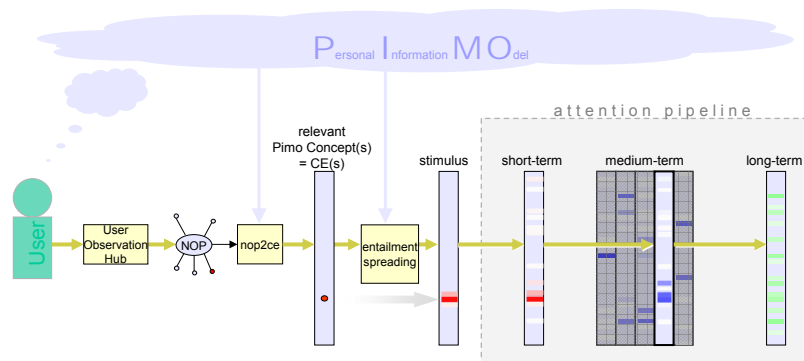 Personal Information MOdel
attention pipeline
relevant
Pimo Concept(s)
= CE(s)
stimulus
short-term
medium-term
long-term
User
User
Observation
Hub
NOP
nop2ce
entailment
spreading